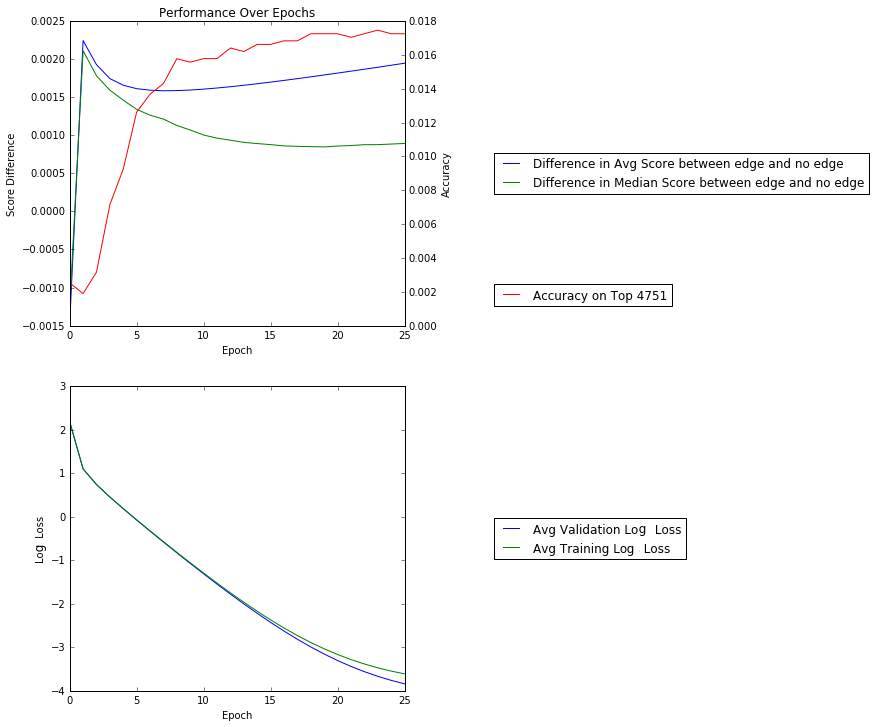 Performance Over Epochs
0.0025
0.0020
0.0015
0.0010
0.0005
0.0000
−0.0005
−0.0010
−0.0015
Score Difference
0.018
0.016
0.014
0.012
0.010
0.008
0.006
0.004
0.002
0.000
Accuracy
0 5 10 15 20 25
Epoch
Difference in Avg Score between edge and no edge
Difference in Median Score between edge and no edge
Accuracy on Top 4751
3
2
1
0
−1
−2
−3
−4
Log Loss
0 5 10 15 20 25
Epoch
Avg Validation Log Loss
Avg Training Log Loss